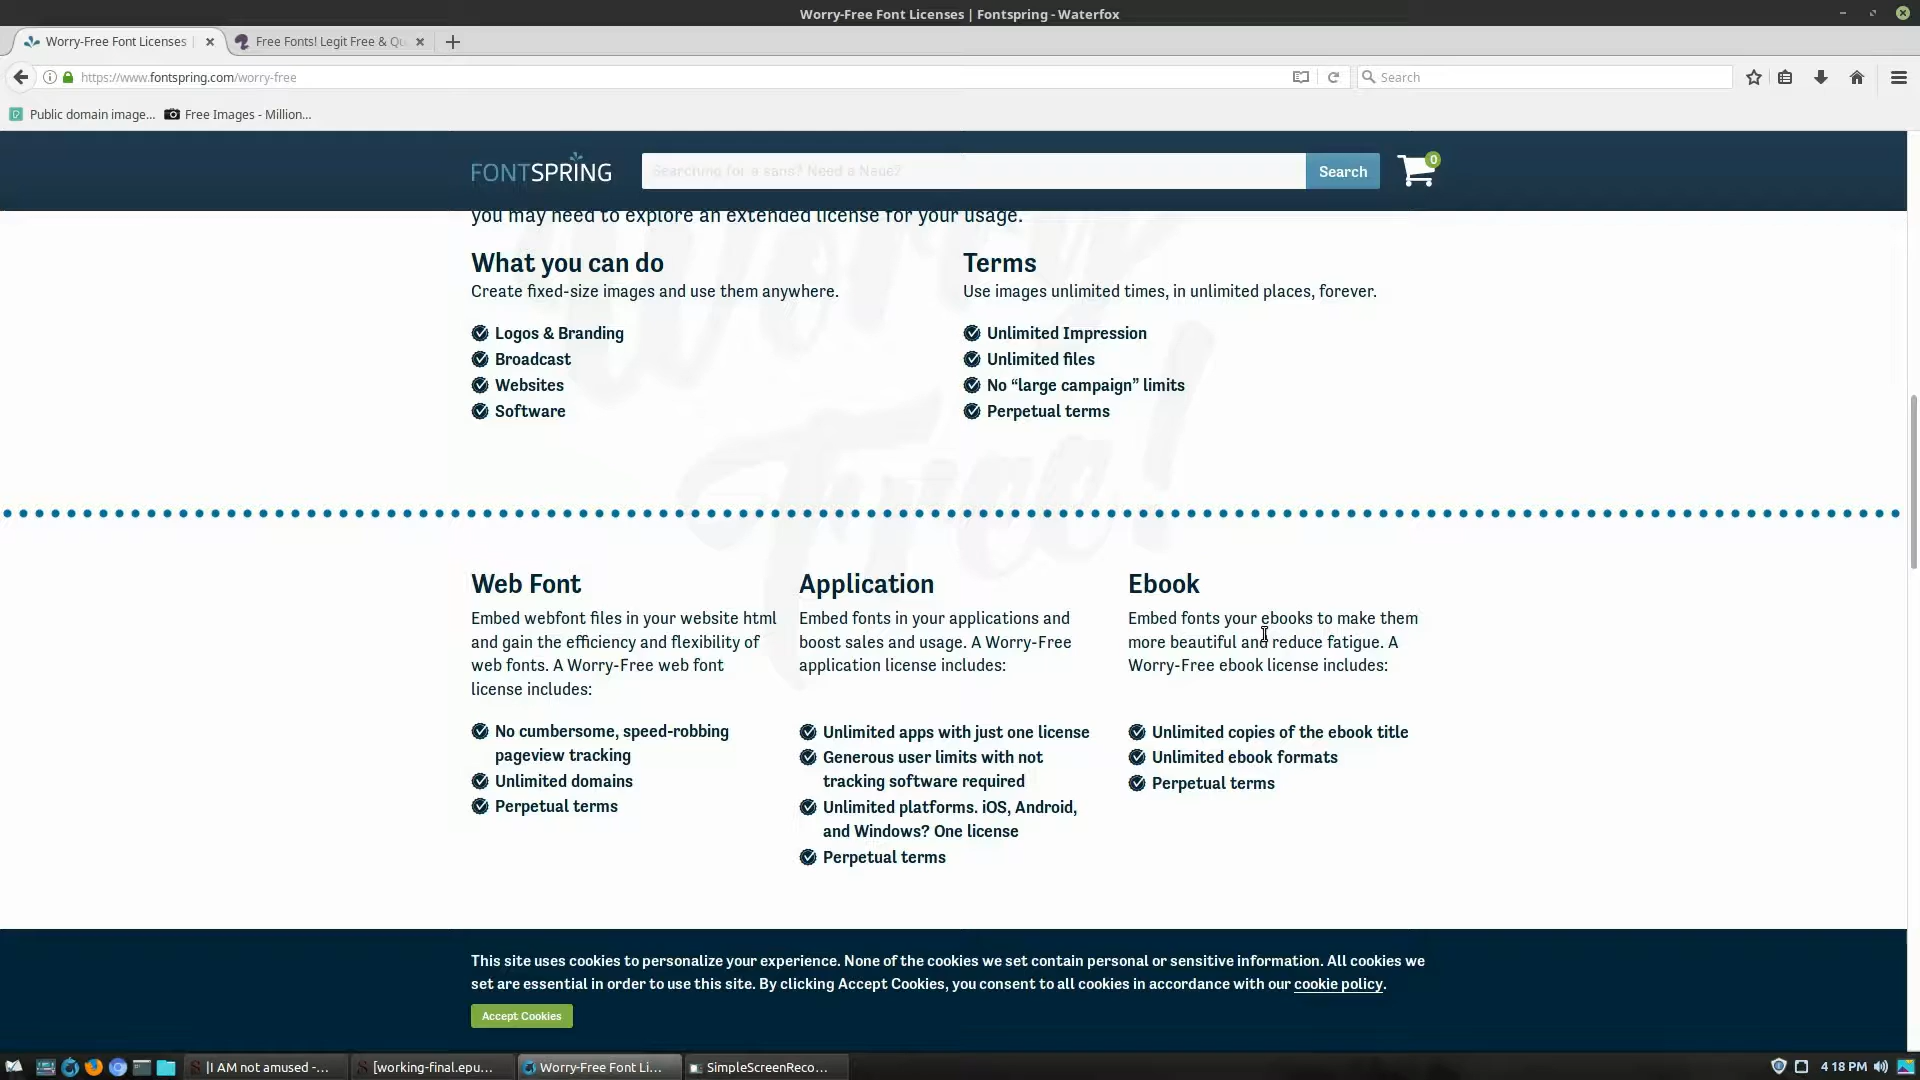 Worry-Free Font Licenses | Fontspring - Waterfox
Worry-Free Font Licenses |
Free Fonts! Legit Free & Qu
https://www.fontspring.com/worry-free
Search
Public domain image...
Free Images - Million...
FONTSPRING
Searching for a sans? Need a Naue?
Search
0
you may need to explore an extended license for your usage.
Worry
Free!
What you can do
Create fixed-size images and use them anywhere.
Logos & Branding
Broadcast
Websites
Software
Terms
Use images unlimited times, in unlimited places, forever.
Unlimited Impression
Unlimited files
No “large campaign” limits
Perpetual terms
Web Font
Embed webfont files in your website html
and gain the efficiency and flexibility of
web fonts. A Worry-Free web font
license includes:
No cumbersome, speed-robbing
pageview tracking
Unlimited domains
Perpetual terms
Application
Embed fonts in your applications and
boost sales and usage. A Worry-Free
application license includes:
Unlimited apps with just one license
Generous user limits with not
tracking software required
Unlimited platforms. iOS, Android,
and Windows? One license
Perpetual terms
Ebook
Embed fonts your ebooks to make them
more beautiful and reduce fatigue. A
Worry-Free ebook license includes:
Unlimited copies of the ebook title
Unlimited ebook formats
Perpetual terms
This site uses cookies to personalize your experience. None of the cookies we set contain personal or sensitive information. All cookies we
set are essential in order to use this site. By clicking Accept Cookies, you consent to all cookies in accordance with our cookie policy.
Accept Cookies
|I AM not amused -...
[working-final.epu...
Worry-Free Font Li...
SimpleScreenReco...
4:18 PM